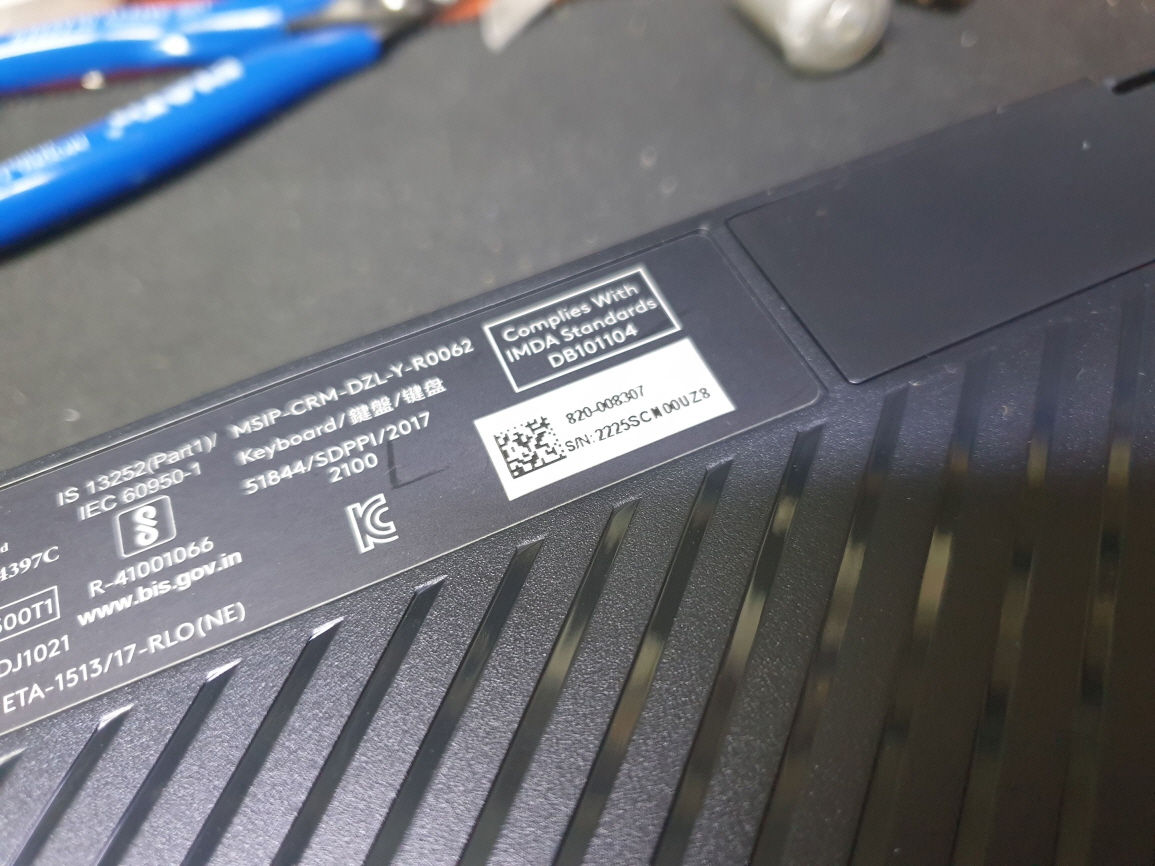 IS 13252(Part1)/
IEC 60950-1
R-41001066
www.bis.gov.in
4397C
DJ1021
ETA-1513/17-RLO(NE)
MSIP-CRM-DZL-Y-R0062
Keyboard/鍵盤/键盘
51844/SDPPI/2017
2100
Complies With
IMDA Standards
DB101104
820-008307
S/N:2225SCM00UZ8